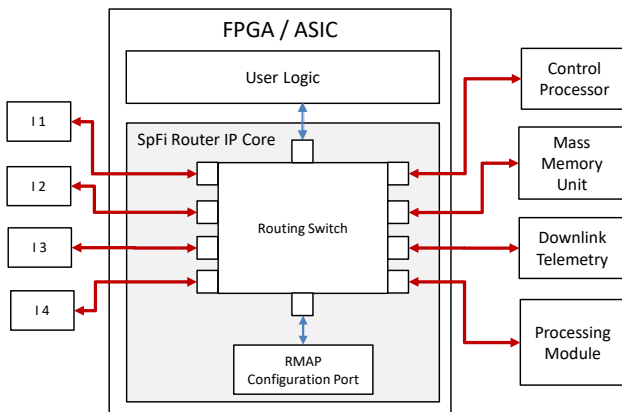 FPGA / ASIC
User Logic
SpFi Router IP Core
Routing Switch
RMAP
Configuration Port
I 1
I 2
I 3
I 4
Control
Processor
Mass
Memory
Unit
Downlink
Telemetry
Processing
Module